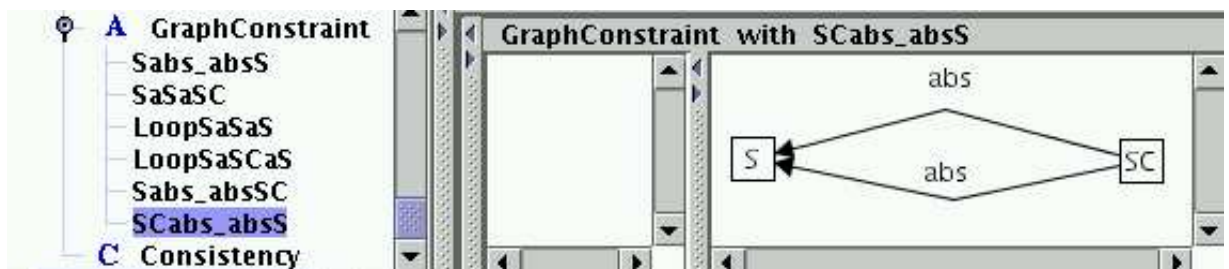 A GraphConstraint
Sabs_absS
SaSaSC
LoopSaSaS
LoopSaSCaS
Sabs_absSC
SCabs_absS
C Consistency
GraphConstraint with SCabs_absS
abs
S
SC
abs